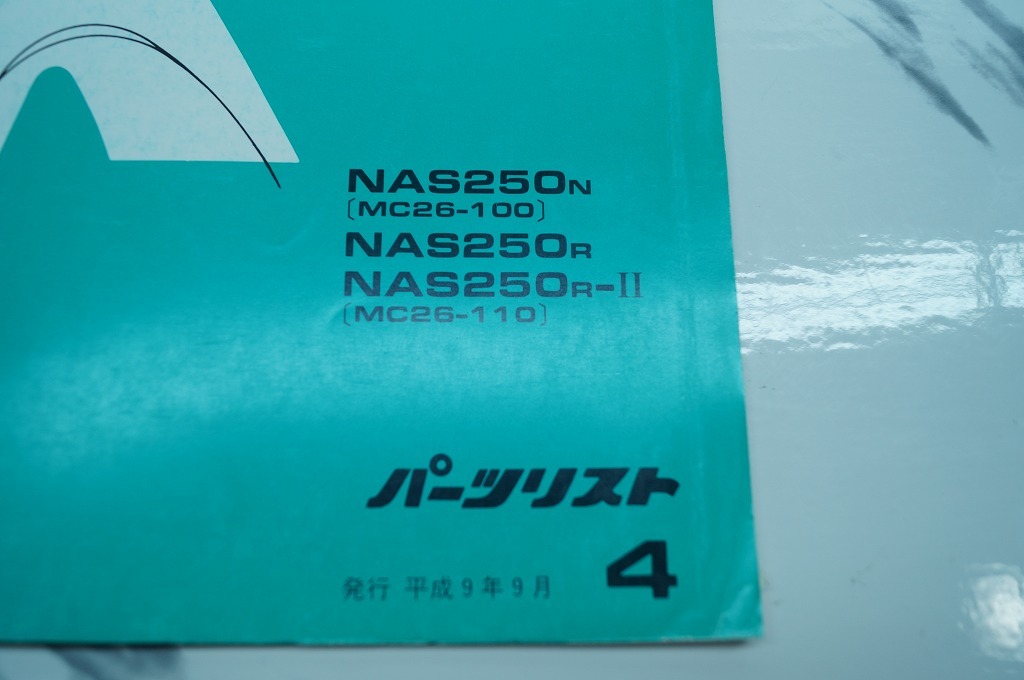 NAS250N
〔MC26-100〕
NAS250R
NAS250R-II
〔MC26-110〕
パーツリスト
4
発行 平成9年9月